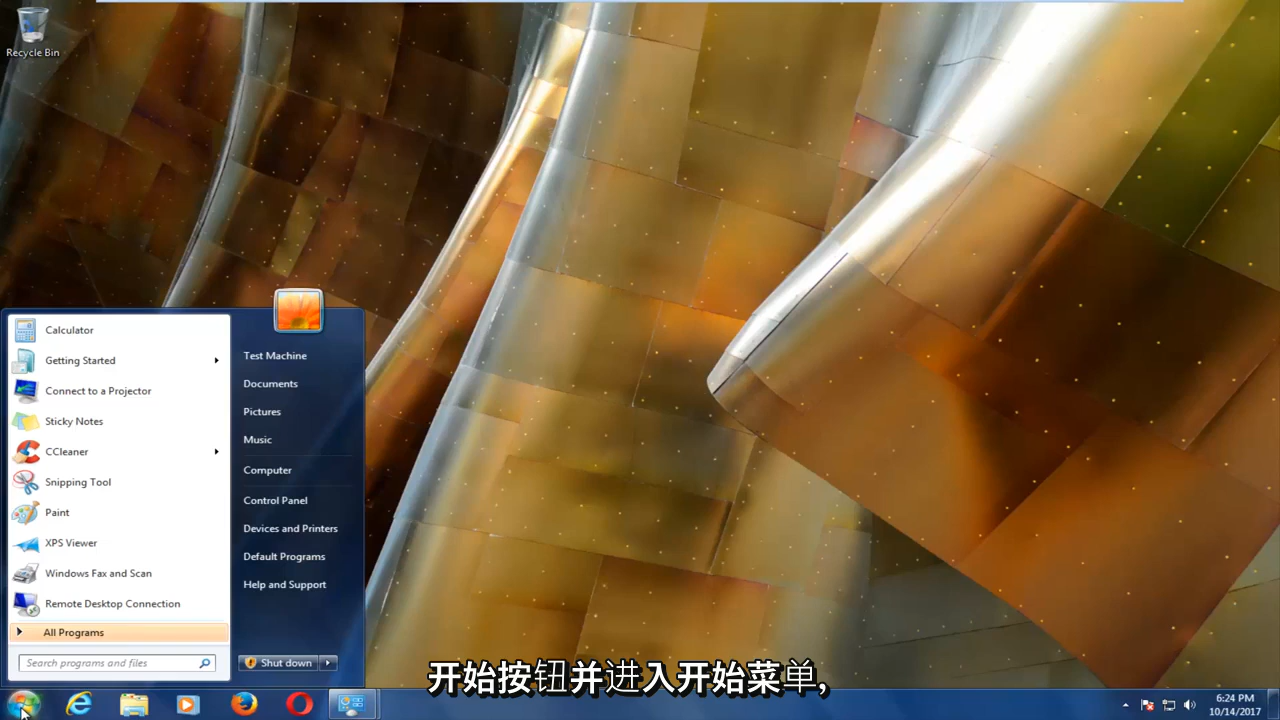 Recycle Bin
Calculator
Getting Started
Connect to a Projector
Sticky Notes
CCleaner
Snipping Tool
Paint
XPS Viewer
Windows Fax and Scan
Remote Desktop Connection
All Programs
Search programs and files
Test Machine
Documents
Pictures
Music
Computer
Control Panel
Devices and Printers
Default Programs
Help and Support
Shut down
开始按钮并进入开始菜单,
6:24 PM
10/14/2017